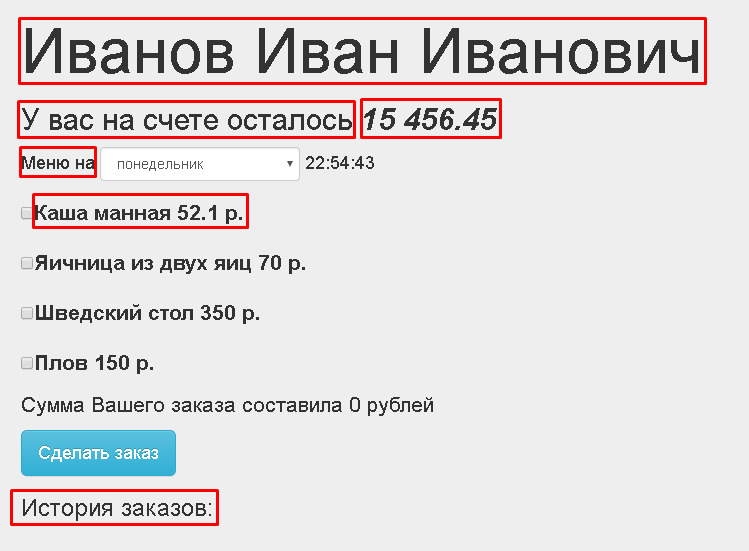 Иванов Иван Иванович
У вас на счете осталось 15 456.45
Меню на понедельник 22:54:43
Каша манная 52.1 р.
Яичница из двух яиц 70 р.
Шведский стол 350 р.
Плов 150 р.
Сумма Вашего заказа составила 0 рублей
Сделать заказ
История заказов: